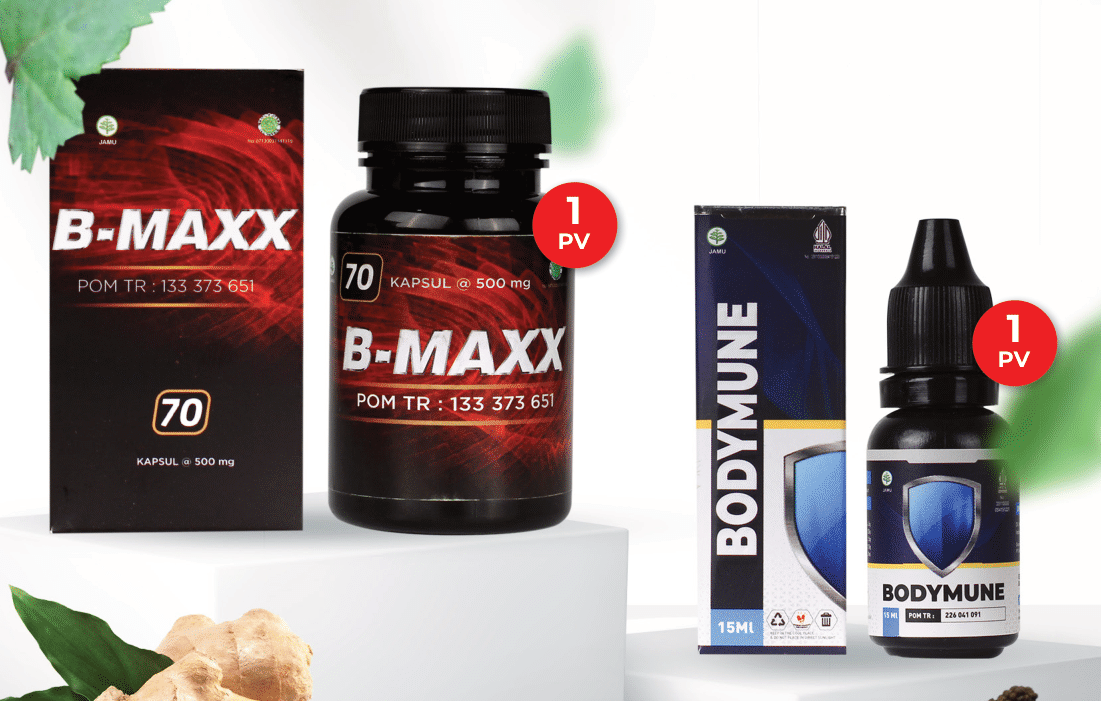 JAMU
B-MAXX
POM TR : 133 373 651
70
KAPSUL @ 500 mg
70 KAPSUL @ 500 mg
B-MAXX
POM TR : 133 373 651
1
PV
JAMU
BODYMUNE
15Ml
1
PV
JAMU
BODYMUNE
15 Ml POM TR : 226 041 091